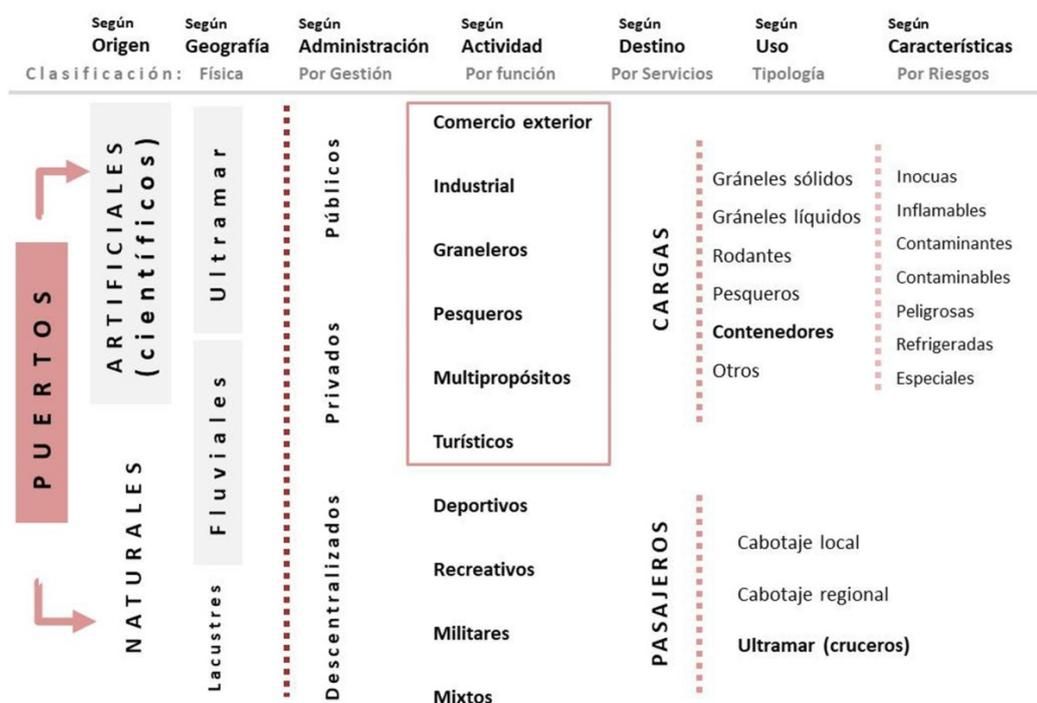 Según Origen
Según Geografía
Según Administración
Según Actividad
Según Destino
Según Uso
Según Características
Clasificación:
Física
Por Gestión
Por función
Por Servicios
Tipología
Por Riesgos
PUERTOS
ARTIFICIALES
(científicos)
NATURALES
Ultramar
Fluviales
Lacustres
Públicos
Privados
Descentralizados
Comercio exterior
Industrial
Graneleros
Pesqueros
Multipropósitos
Turísticos
Deportivos
Recreativos
Militares
Mixtos
CARGAS
PASAJEROS
Gráneles sólidos
Gráneles líquidos
Rodantes
Pesqueros
Contenedores
Otros
Cabotaje local
Cabotaje regional
Ultramar (cruceros)
Inocuas
Inflamables
Contaminantes
Contaminables
Peligrosas
Refrigeradas
Especiales